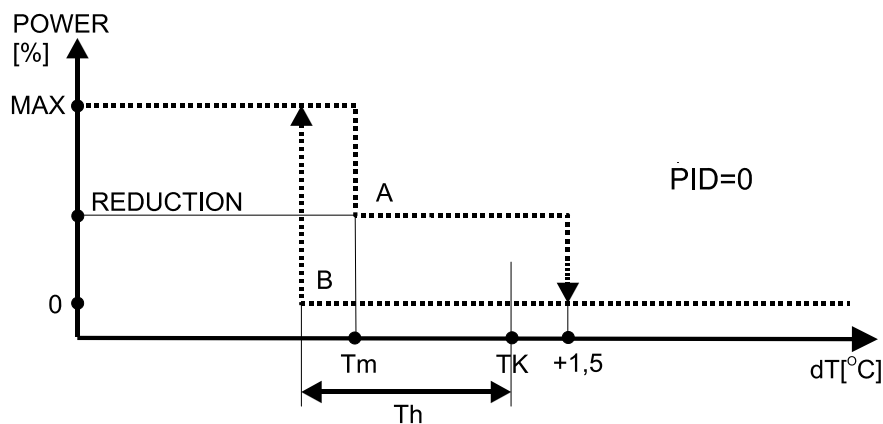 POWER
[%]
MAX
A
PID=0
REDUCTION
B
0
Tm
TK
+1,5
dT[°C]
Th